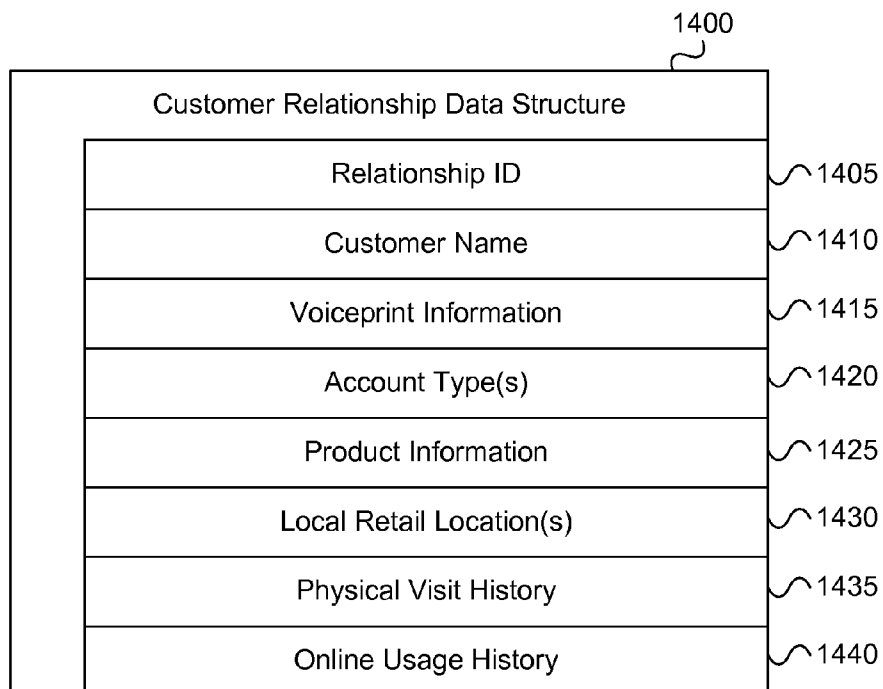 1400
Customer Relationship Data Structure
Relationship ID 1405
Customer Name 1410
Voiceprint Information 1415
Account Type(s) 1420
Product Information 1425
Local Retail Location(s) 1430
Physical Visit History 1435
Online Usage History 1440